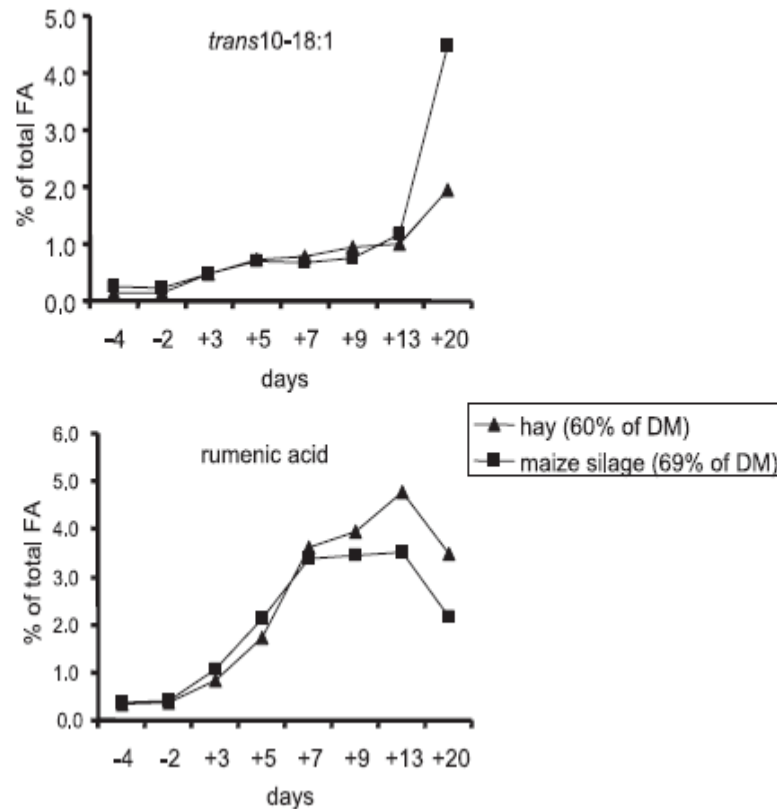 trans10-18:1
% of total FA
5.0
4.0
3.0
2.0
1.0
0.0
-4 -2 +3 +5 +7 +9 +13 +20
days
hay (60% of DM)
maize silage (69% of DM)
rumenic acid
% of total FA
6.0
5.0
4.0
3.0
2.0
1.0
0.0
-4 -2 +3 +5 +7 +9 +13 +20
days